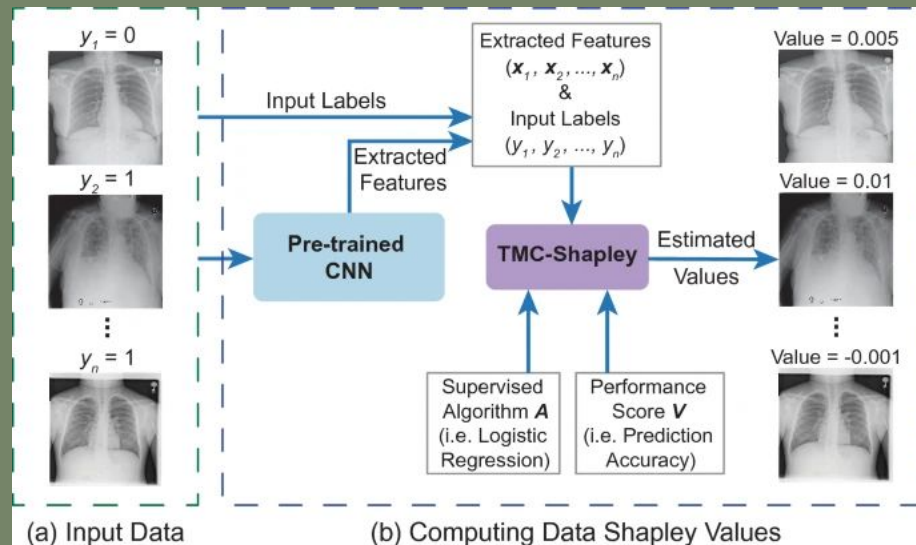 y1 = 0
y2 = 1
yn = 1
(a) Input Data
Input Labels
Extracted
Features
Pre-trained
CNN
Extracted Features
(x1, x2, ..., xn)
&
Input Labels
(y1, y2, ..., yn)
TMC-Shapley
Estimated
Values
Supervised
Algorithm A
(i.e. Logistic
Regression)
Performance
Score V
(i.e. Prediction
Accuracy)
Value = 0.005
Value = 0.01
Value = -0.001
(b) Computing Data Shapley Values